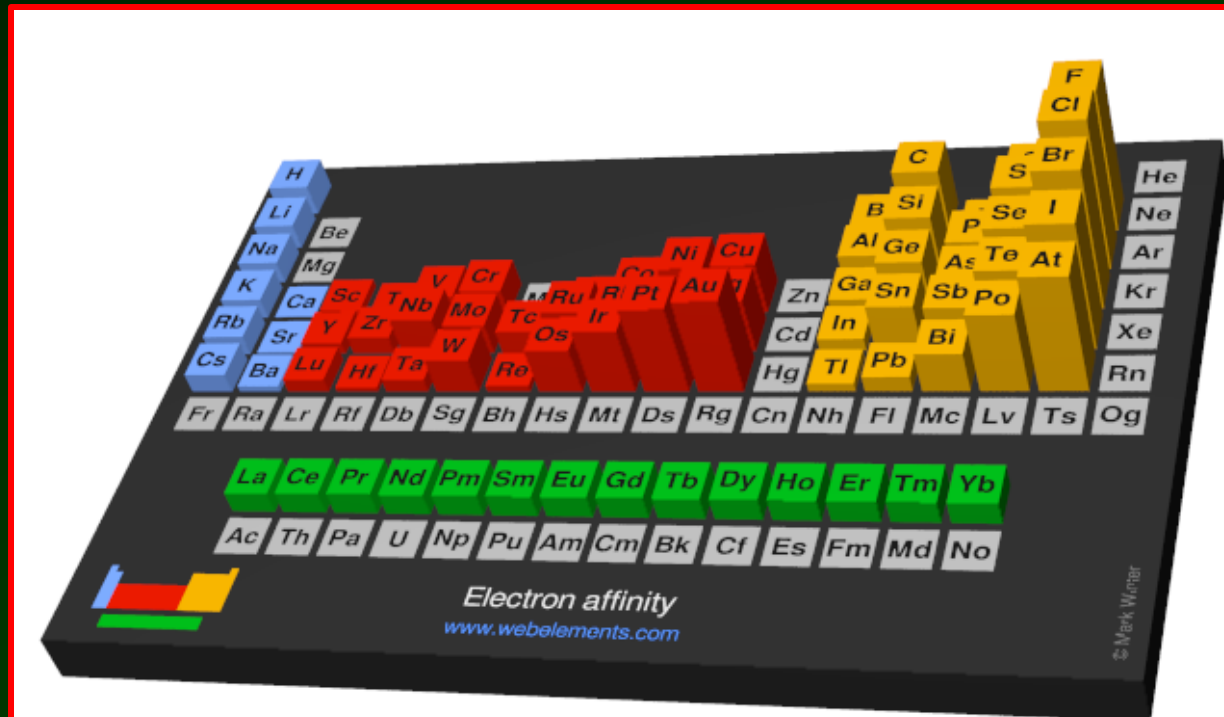 H He
Li Be B C F Ne
Na Mg Al Si P S Cl Ar
K Ca Sc V Cr Co Ni Cu Zn Ga Ge As Se Br Kr
Rb Sr Y Zr Nb Mo Tc Ru Cd In Sn Sb Te I Xe
Cs Ba Lu Hf Ta W Re Os Ir Pt Au Hg Tl Pb Bi Po At Rn
Fr Ra Lr Rf Db Sg Bh Hs Mt Ds Rg Cn Nh Fl Mc Lv Ts Og
La Ce Pr Nd Pm Sm Eu Gd Tb Dy Ho Er Tm Yb
Ac Th Pa U Np Pu Am Cm Bk Cf Es Fm Md No
Electron affinity
www.webelements.com
© Mark Winter